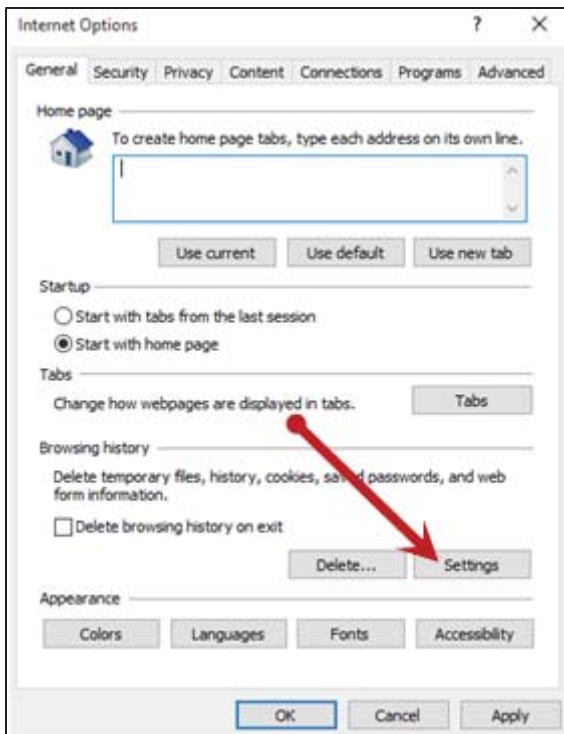 Internet Options
General Security Privacy Content Connections Programs Advanced
Home page
To create home page tabs, type each address on its own line.
Use current Use default Use new tab
Startup
Start with tabs from the last session
Start with home page
Tabs
Change how webpages are displayed in tabs. Tabs
Browsing history
Delete temporary files, history, cookies, saved passwords, and web
form information.
Delete browsing history on exit
Delete... Settings
Appearance
Colors Languages Fonts Accessibility
OK Cancel Apply